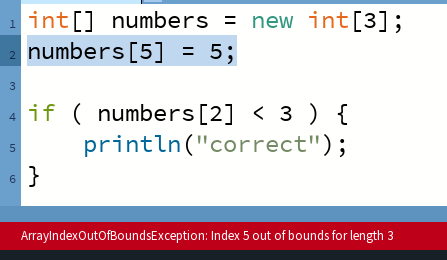 1 int[] numbers = new int[3];
2 numbers[5] = 5;
3
4 if ( numbers[2] < 3 ) {
5     println("correct");
6 }
ArrayIndexOutOfBoundsException: Index 5 out of bounds for length 3